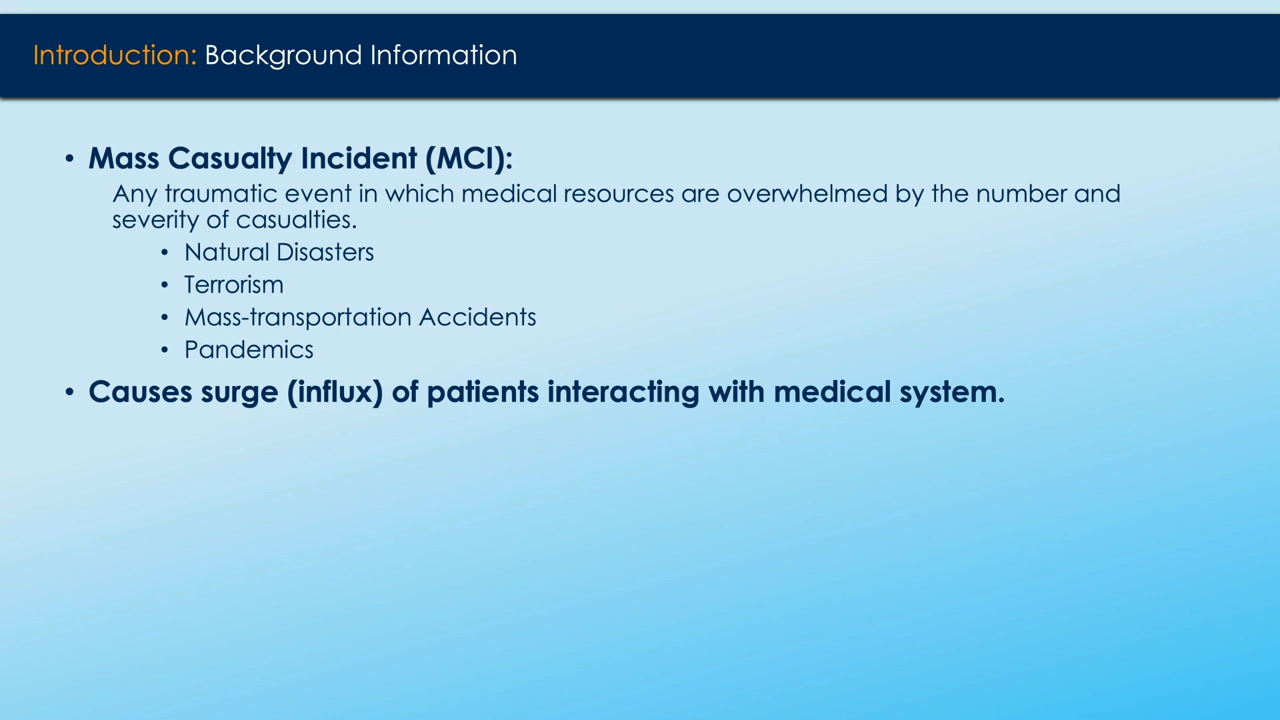 Introduction: Background Information
• Mass Casualty Incident (MCI):
Any traumatic event in which medical resources are overwhelmed by the number and
severity of casualties.
• Natural Disasters
• Terrorism
• Mass-transportation Accidents
• Pandemics
• Causes surge (influx) of patients interacting with medical system.